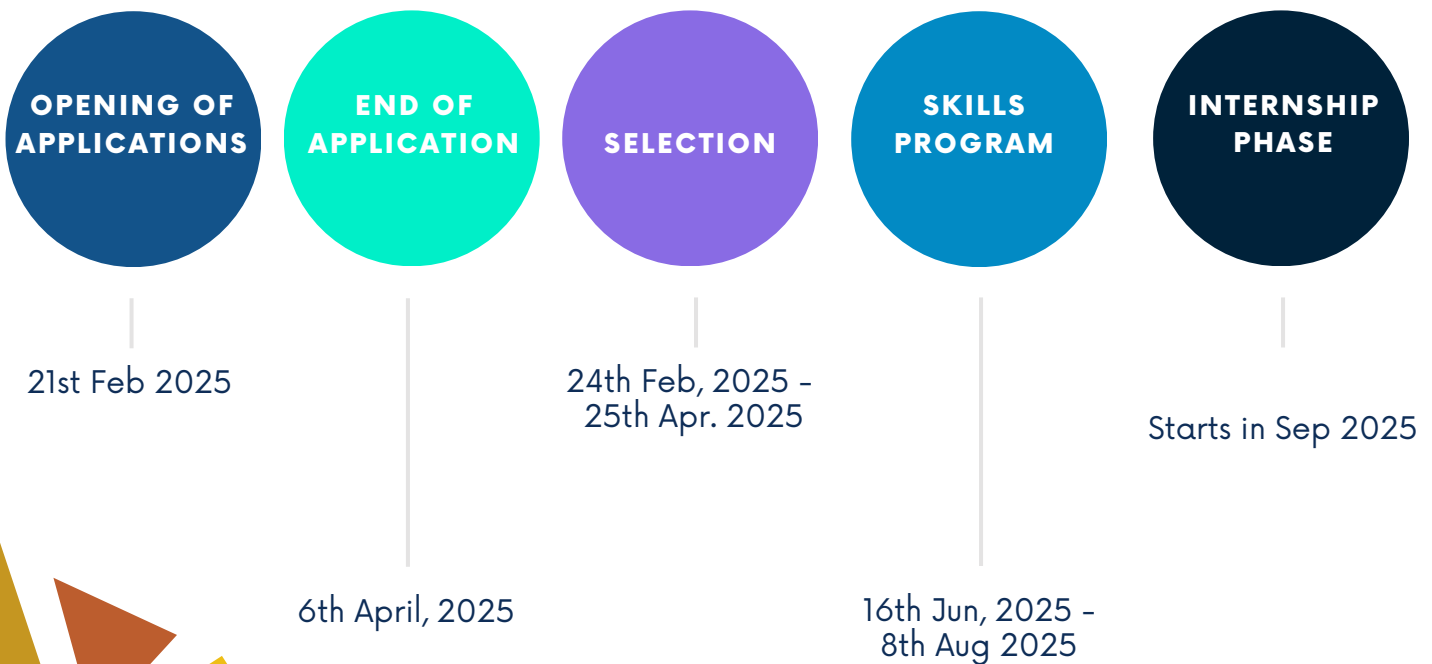 OPENING OF
APPLICATIONS
END OF
APPLICATION
SELECTION
SKILLS
PROGRAM
INTERNSHIP
PHASE
21st Feb 2025
24th Feb, 2025 -
25th Apr. 2025
Starts in Sep 2025
6th April, 2025
16th Jun, 2025 -
8th Aug 2025